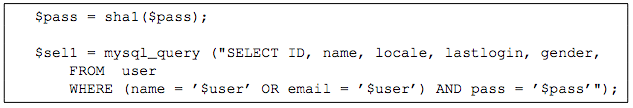 $pass = sha1($pass);
$sel1 = mysql_query ("SELECT ID, name, locale, lastlogin, gender,
FROM user
WHERE (name = ’$user’ OR email = ’$user’) AND pass = ’$pass’");